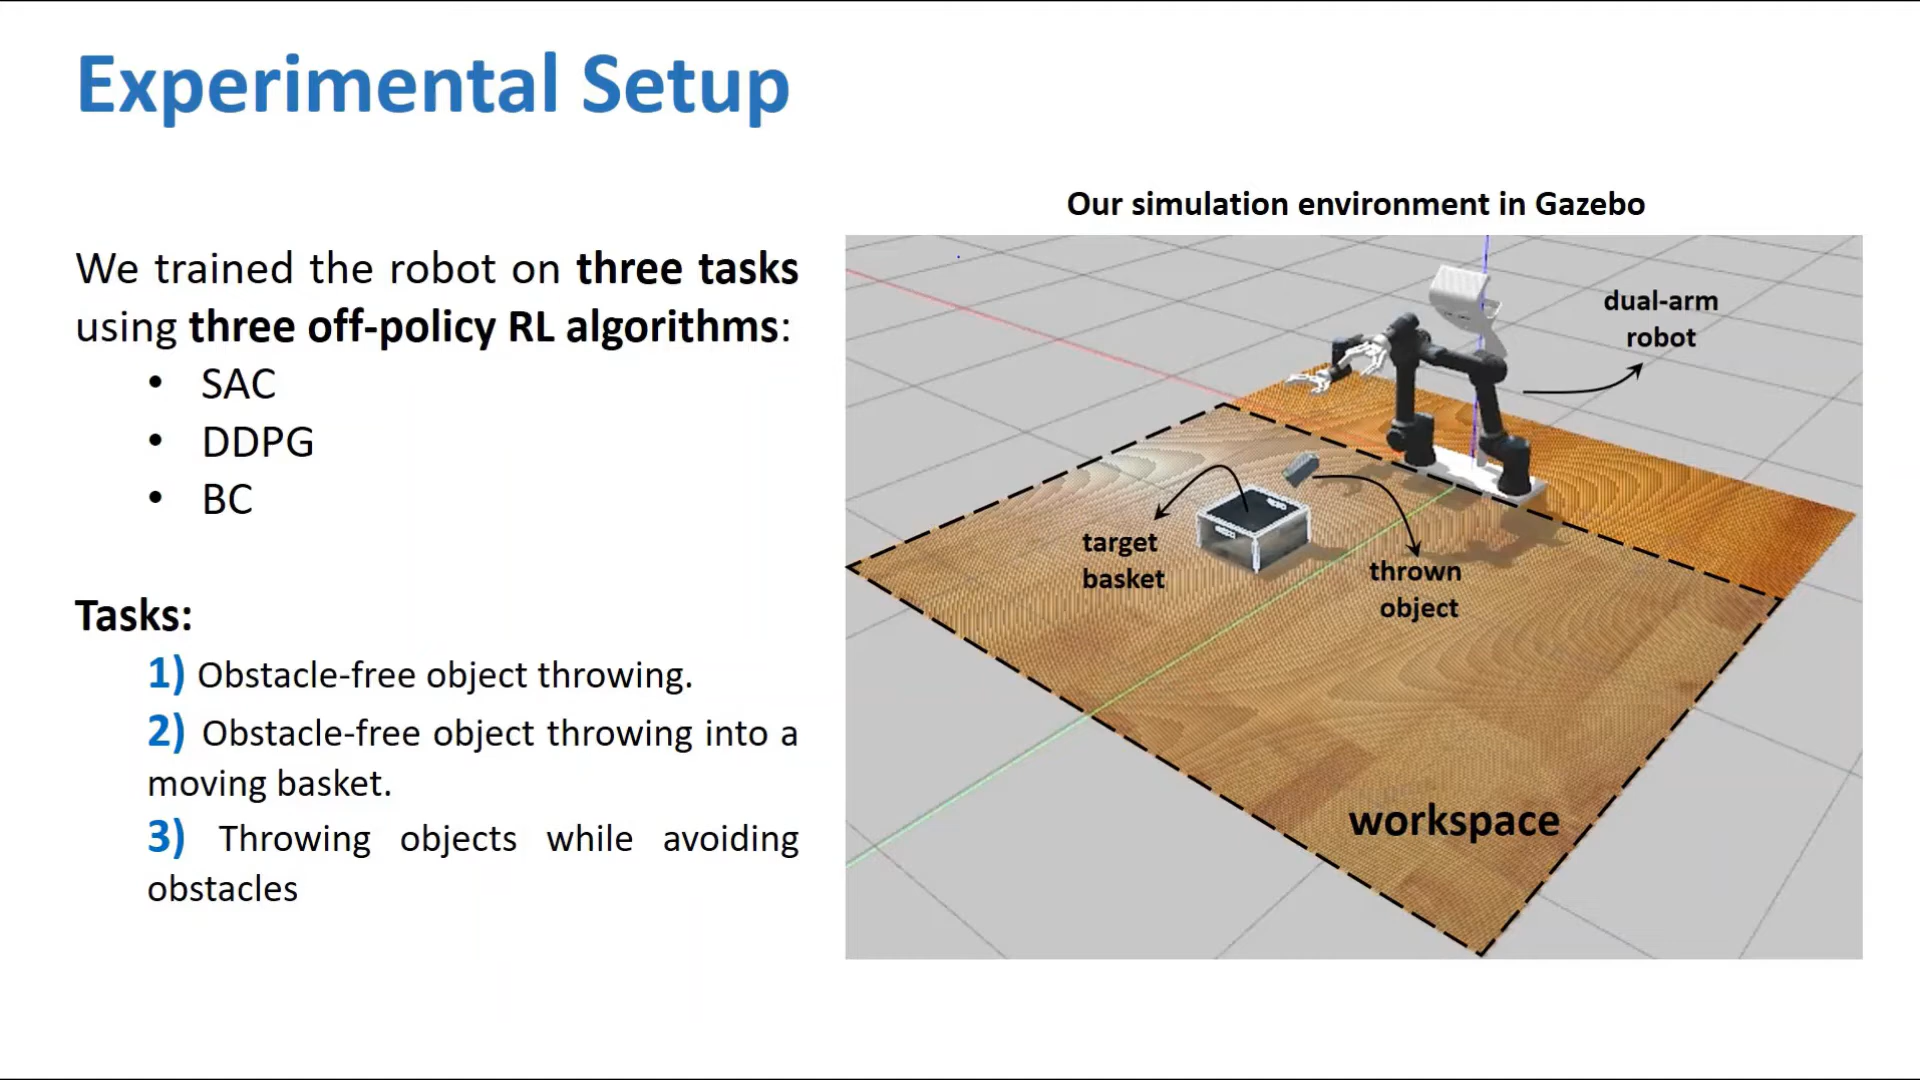 Experimental Setup
We trained the robot on three tasks
using three off-policy RL algorithms:
• SAC
• DDPG
• BC
Tasks:
1) Obstacle-free object throwing.
2) Obstacle-free object throwing into a
moving basket.
3) Throwing objects while avoiding
obstacles
Our simulation environment in Gazebo
dual-arm
robot
target
basket
thrown
object
workspace